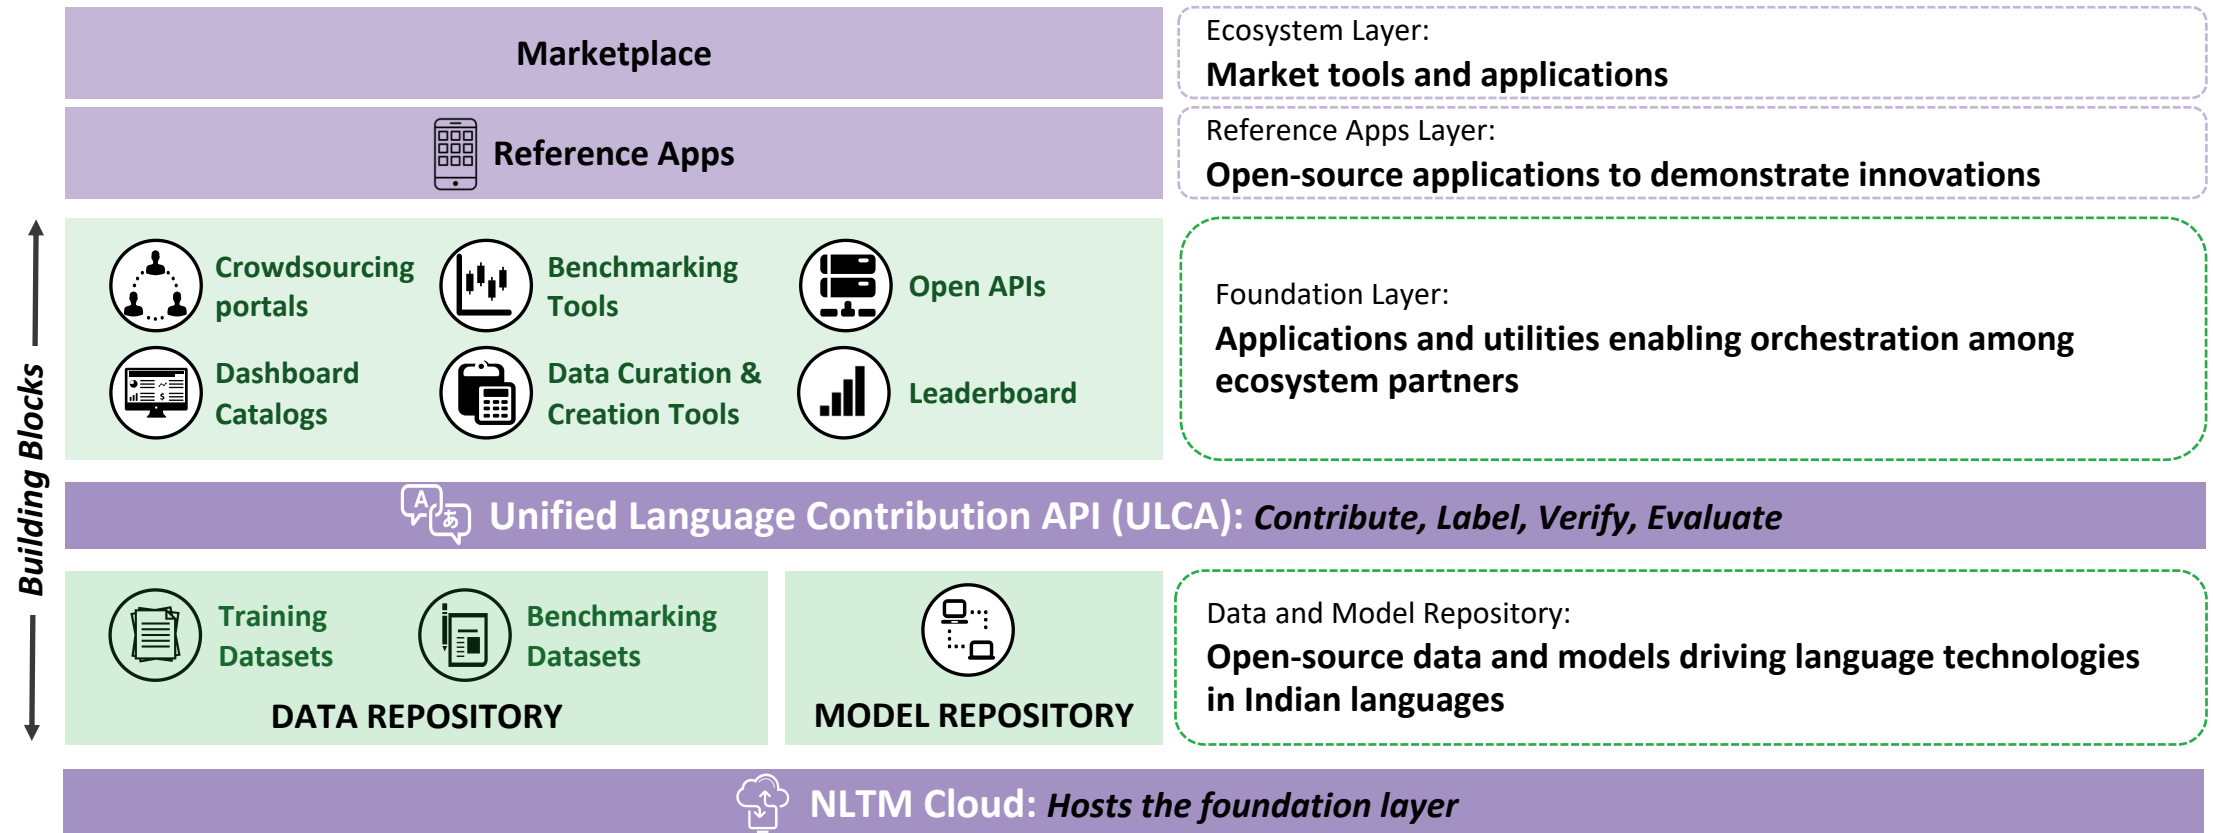 Marketplace
Ecosystem Layer:
Market tools and applications
Reference Apps
Reference Apps Layer:
Open-source applications to demonstrate innovations
Building Blocks
Crowdsourcing
portals
Benchmarking
Tools
Open APIs
Dashboard
Catalogs
Data Curation &
Creation Tools
Leaderboard
Foundation Layer:
Applications and utilities enabling orchestration among
ecosystem partners
A あ Unified Language Contribution API (ULCA): Contribute, Label, Verify, Evaluate
Training
Datasets
Benchmarking
Datasets
DATA REPOSITORY
MODEL REPOSITORY
Data and Model Repository:
Open-source data and models driving language technologies
in Indian languages
NLTM Cloud: Hosts the foundation layer